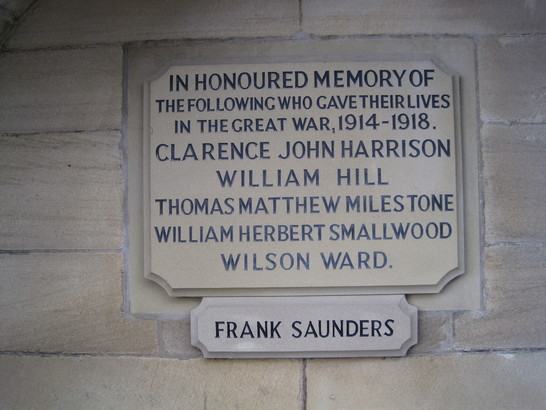 IN HONOURED MEMORY OF
THE FOLLOWING WHO GAVE THEIR LIVES
IN THE GREAT WAR, 1914-1918.
CLARENCE JOHN HARRISON
WILLIAM HILL
THOMAS MATTHEW MILESTONE
WILLIAM HERBERT SMALLWOOD
WILSON WARD.
FRANK SAUNDERS